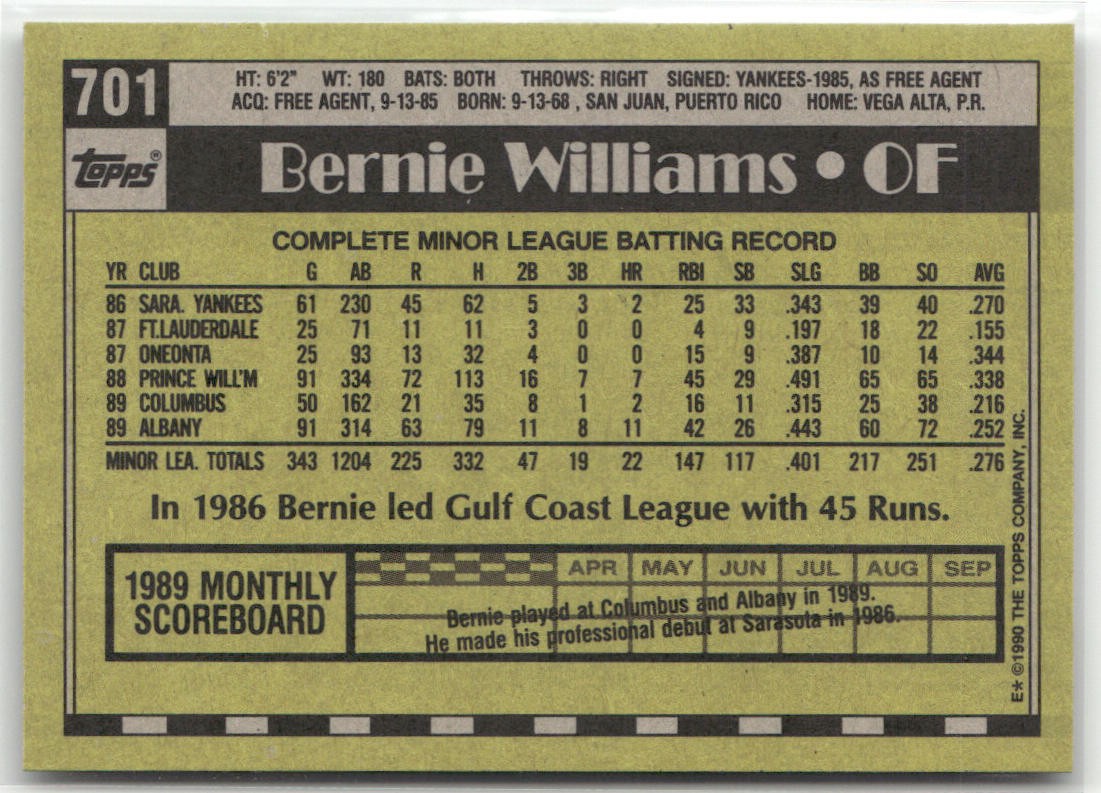 701
HT: 6'2" WT: 180 BATS: BOTH THROWS: RIGHT SIGNED: YANKEES-1985, AS FREE AGENT
ACQ: FREE AGENT, 9-13-85 BORN: 9-13-68 , SAN JUAN, PUERTO RICO HOME: VEGA ALTA, P.R.
topps®
Bernie Williams • OF
COMPLETE MINOR LEAGUE BATTING RECORD
YR CLUB G AB R H 2B 3B HR RBI SB SLG BB SO AVG
86 SARA. YANKEES 61 230 45 62 5 3 2 25 33 .343 39 40 .270
87 FT.LAUDERDALE 25 71 11 11 3 0 0 4 9 .197 18 22 .155
87 ONEONTA 25 93 13 32 4 0 0 15 9 .387 10 14 .344
88 PRINCE WILL'M 91 334 72 113 16 7 7 45 29 .491 65 65 .338
89 COLUMBUS 50 162 21 35 8 1 2 16 11 .315 25 38 .216
89 ALBANY 91 314 63 79 11 8 11 42 26 .443 60 72 .252
MINOR LEA. TOTALS 343 1204 225 332 47 19 22 147 117 .401 217 251 .276
In 1986 Bernie led Gulf Coast League with 45 Runs.
1989 MONTHLY
SCOREBOARD
APR MAY JUN JUL AUG SEP
Bernie played at Columbus and Albany in 1989.
He made his professional debut at Sarasota in 1986.
E* ©1990 THE TOPPS COMPANY, INC.